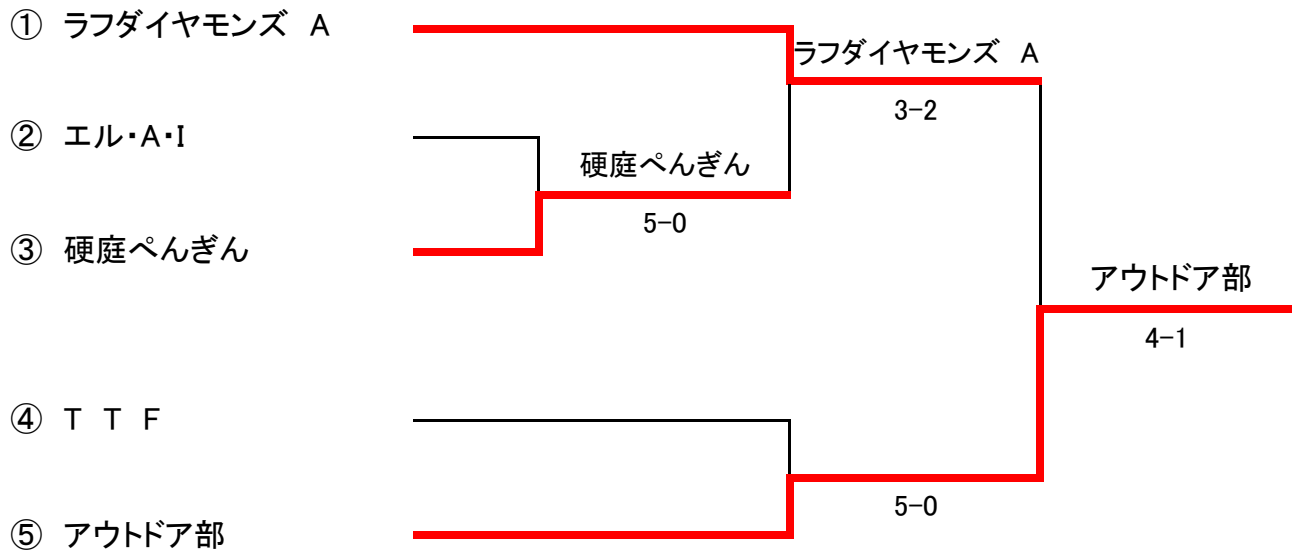 ① ラフダイヤモンズ A
ラフダイヤモンズ A
3-2
② エル・A・I
硬庭ぺんぎん
5-0
③ 硬庭ぺんぎん
アウトドア部
4-1
④ T T F
5-0
⑤ アウトドア部